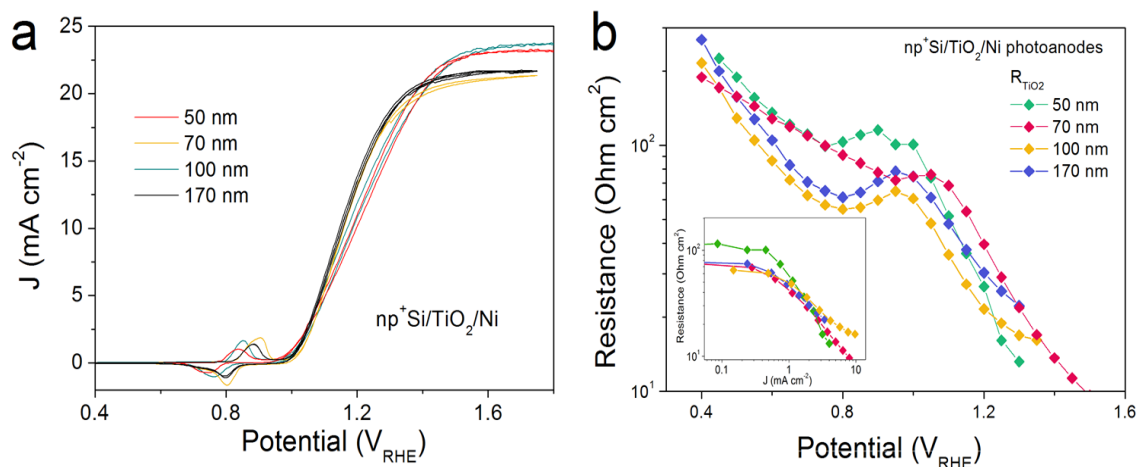 a
25
20
15
10
5
0
J (mA cm-2)
50 nm
70 nm
100 nm
170 nm
np+Si/TiO2/Ni
0.4 0.8 1.2 1.6
Potential (VRHE)
b
np+Si/TiO2/Ni photoanodes
RTiO2
50 nm
70 nm
100 nm
170 nm
Resistance (Ohm cm2)
102
101
Resistance (Ohm cm2)
102
101
0.1 1 10
J (mA cm-2)
0.4 0.8 1.2 1.6
Potential (VRHE)